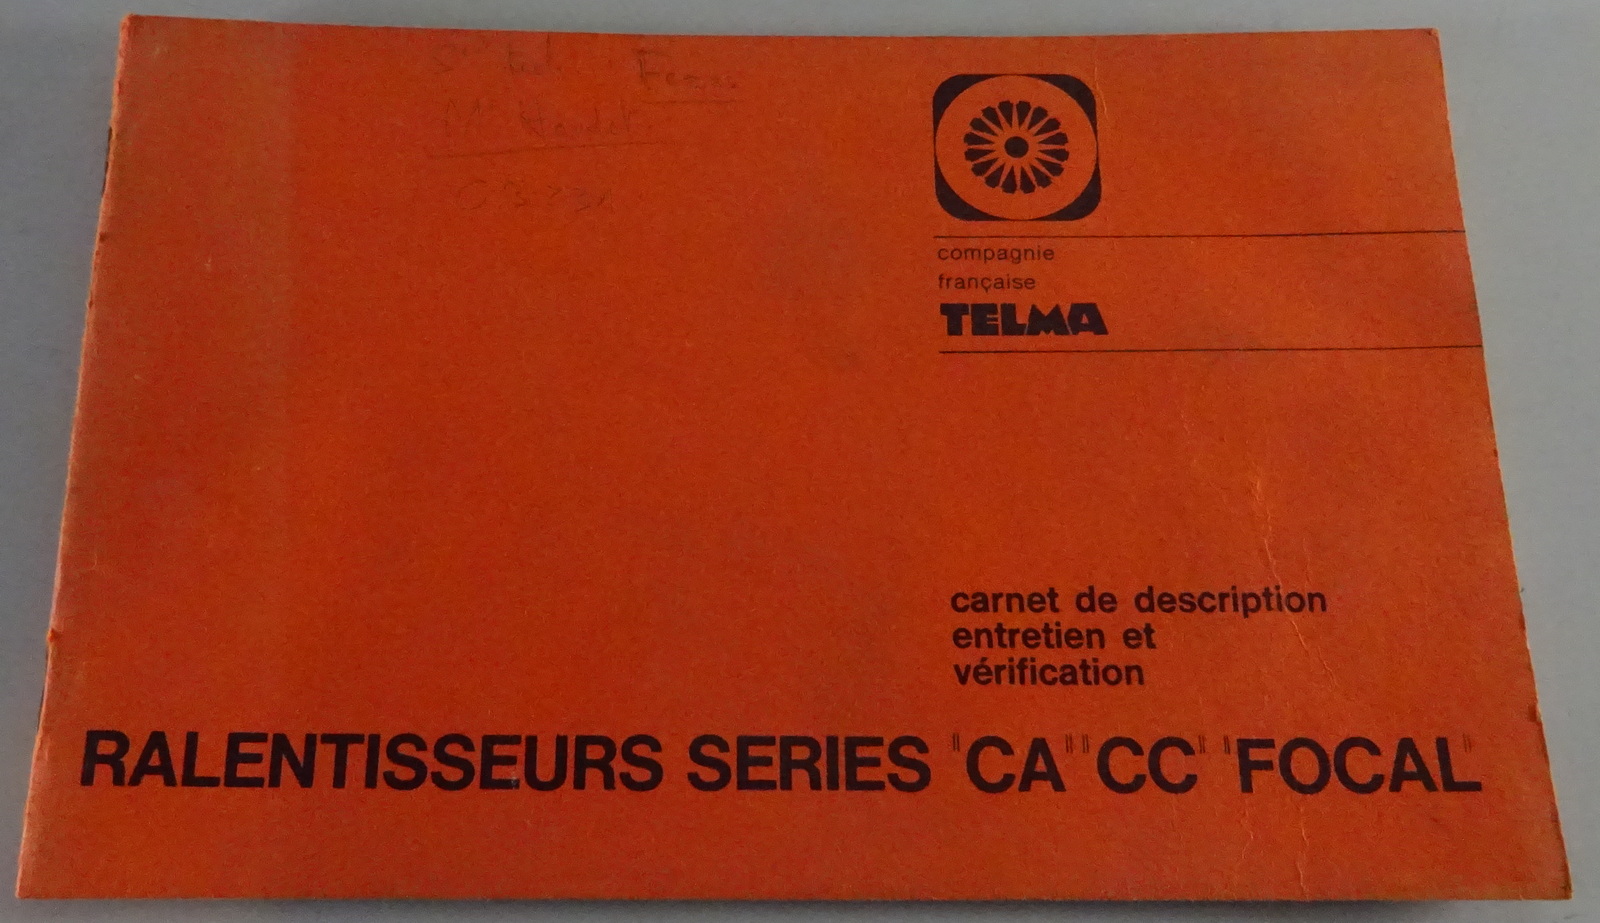 compagnie
française
TELMA
carnet de description
entretien et
vérification
RALENTISSEURS SERIES "CA" "CC" "FOCAL"